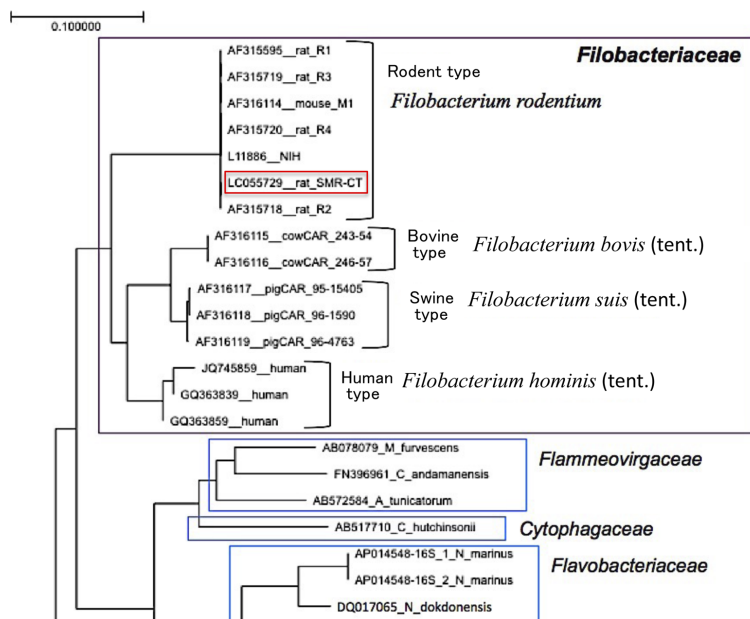 0.100000
Filobacteriaceae
AF315595__rat_R1
Rodent type
AF315719__rat_R3
AF316114__mouse_M1
Filobacterium rodentium
AF315720__rat_R4
L11886__NIH
LC055729__rat_SMR-CT
AF315718__rat_R2
AF316115__cowCAR_243-54
Bovine type
Filobacterium bovis (tent.)
AF316116__cowCAR_246-57
AF316117__pigCAR_95-15405
Swine type
Filobacterium suis (tent.)
AF316118__pigCAR_96-1590
AF316119__pigCAR_96-4763
JQ745859__human
Human type
Filobacterium hominis (tent.)
GQ363839__human
GQ363859__human
AB078079_M_furvescens
Flammeovirgaceae
FN396961_C_andamanensis
AB572584_A_tunicatorum
AB517710_C_hutchinsonii
Cytophagaceae
AP014548-16S_1_N_marinus
Flavobacteriaceae
AP014548-16S_2_N_marinus
DQ017065_N_dokdonensis